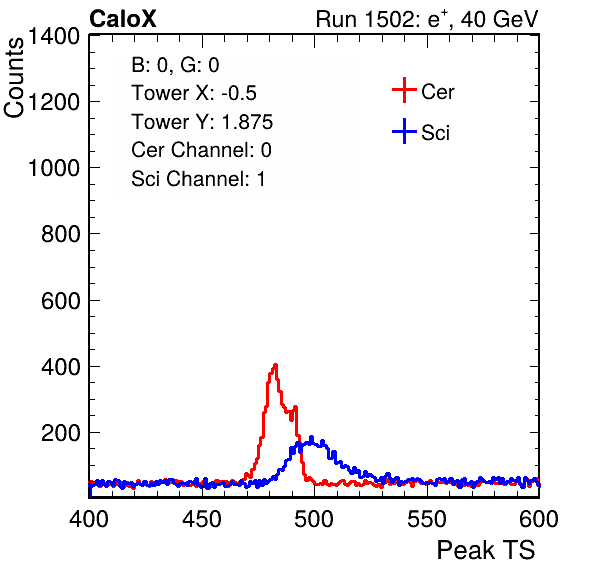 CaloX Run 1502: e⁺, 40 GeV
Counts
1400
1200
1000
800
600
400
200
B: 0, G: 0
Tower X: -0.5
Tower Y: 1.875
Cer Channel: 0
Sci Channel: 1
Cer
Sci
400 450 500 550 600
Peak TS